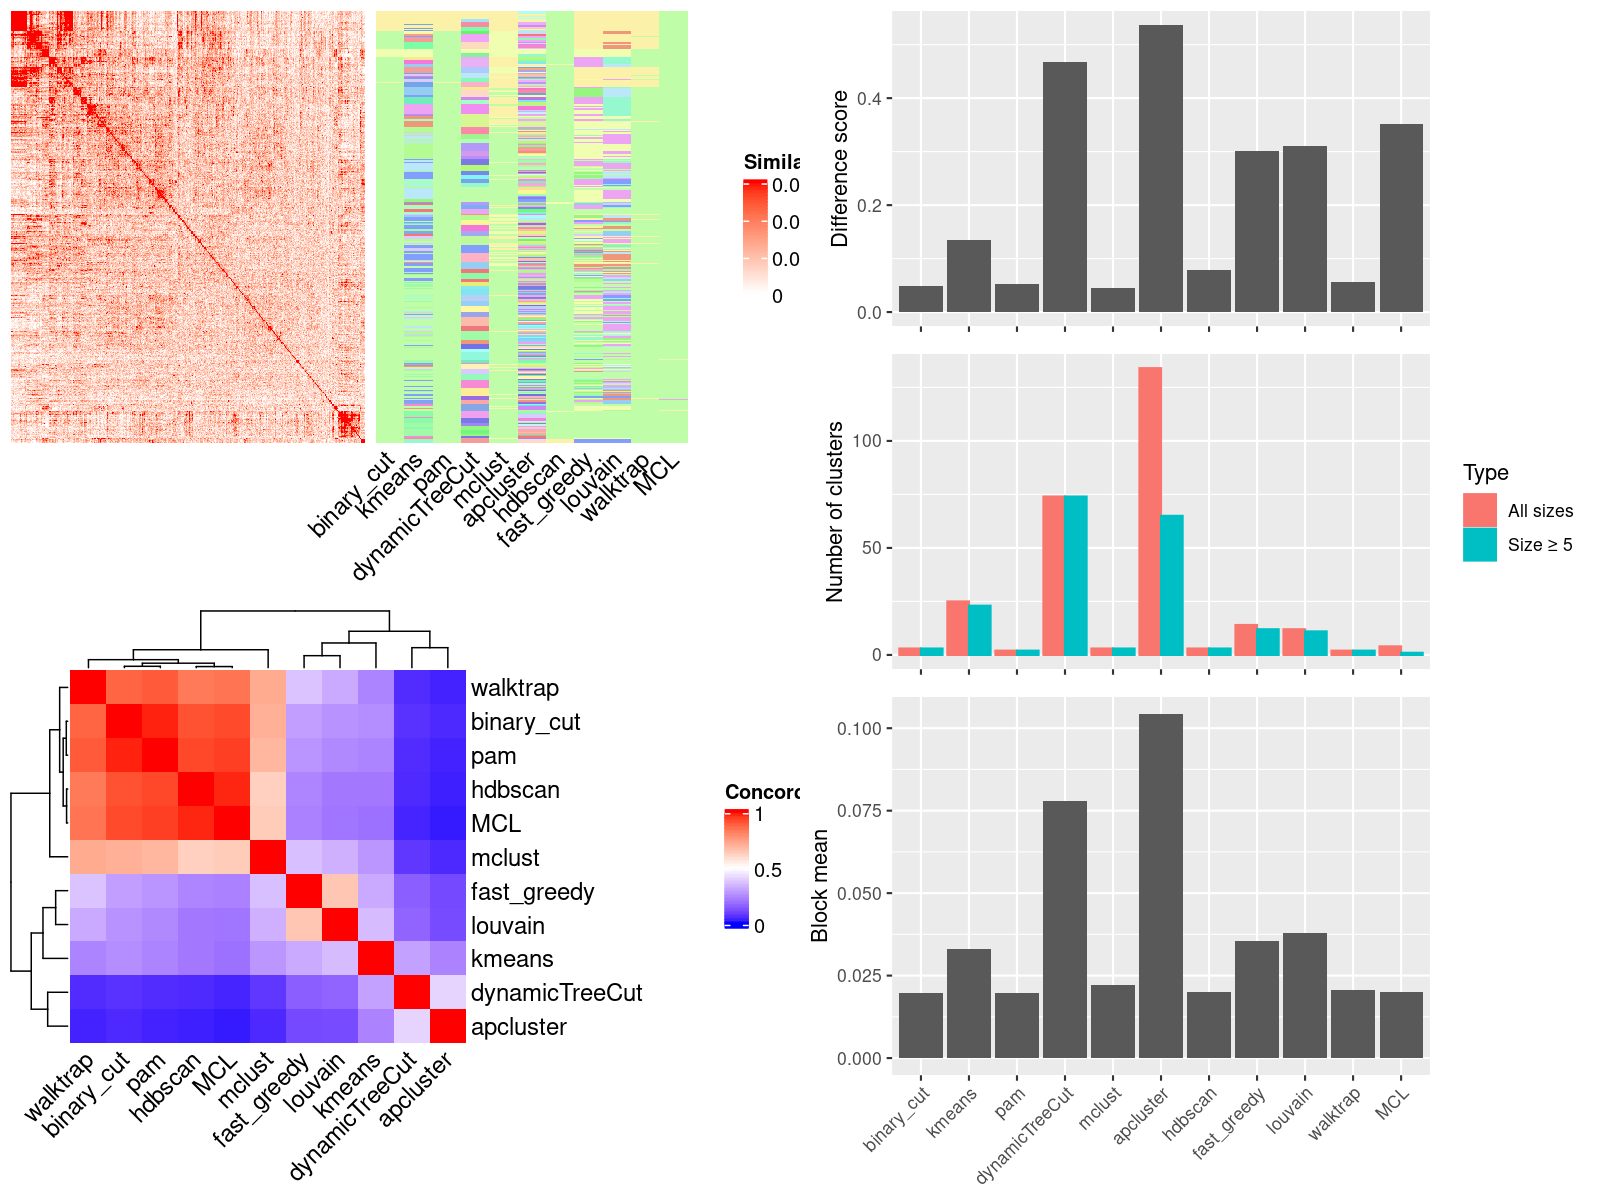 Simila
0.0
0.0
0.0
0
binary_cut
kmeans
pam
dynamicTreeCut
mclust
apcluster
hdbscan
fast_greedy
louvain
walktrap
MCL
walktrap
binary_cut
pam
hdbscan
MCL
mclust
fast_greedy
louvain
kmeans
dynamicTreeCut
apcluster
walktrap
binary_cut
pam
hdbscan
MCL
mclust
fast_greedy
louvain
kmeans
dynamicTreeCut
apcluster
Concord
1
0.5
0
Difference score
0.4
0.2
0.0
Number of clusters
100
50
0
Type
All sizes
Size ≥ 5
Block mean
0.100
0.075
0.050
0.025
0.000
binary_cut
kmeans
pam
dynamicTreeCut
mclust
apcluster
hdbscan
fast_greedy
louvain
walktrap
MCL